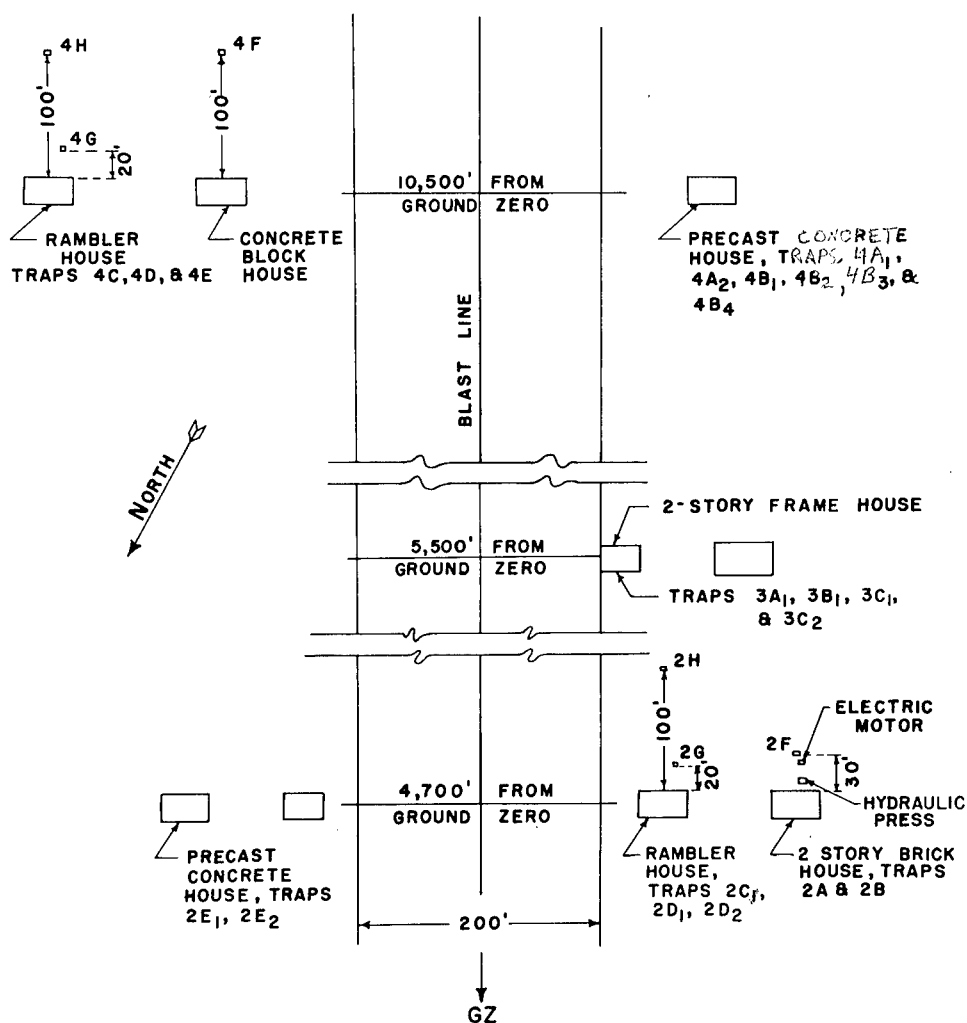 4H
4F
100'
100'
4G
20'
10,500' FROM
GROUND ZERO
RAMBLER
HOUSE
TRAPS 4C, 4D, & 4E
CONCRETE
BLOCK
HOUSE
PRECAST CONCRETE
HOUSE, TRAPS 4A₁,
4A₂, 4B₁, 4B₂, 4B₃, &
4B₄
BLAST LINE
NORTH
2-STORY FRAME HOUSE
5,500' FROM
GROUND ZERO
TRAPS 3A₁, 3B₁, 3C₁,
& 3C₂
2H
100'
2G
20'
ELECTRIC
MOTOR
2F
30'
HYDRAULIC
PRESS
4,700' FROM
GROUND ZERO
PRECAST
CONCRETE
HOUSE, TRAPS
2E₁, 2E₂
RAMBLER
HOUSE,
TRAPS 2C₁,
2D₁, 2D₂
2 STORY BRICK
HOUSE, TRAPS
2A & 2B
200'
GZ